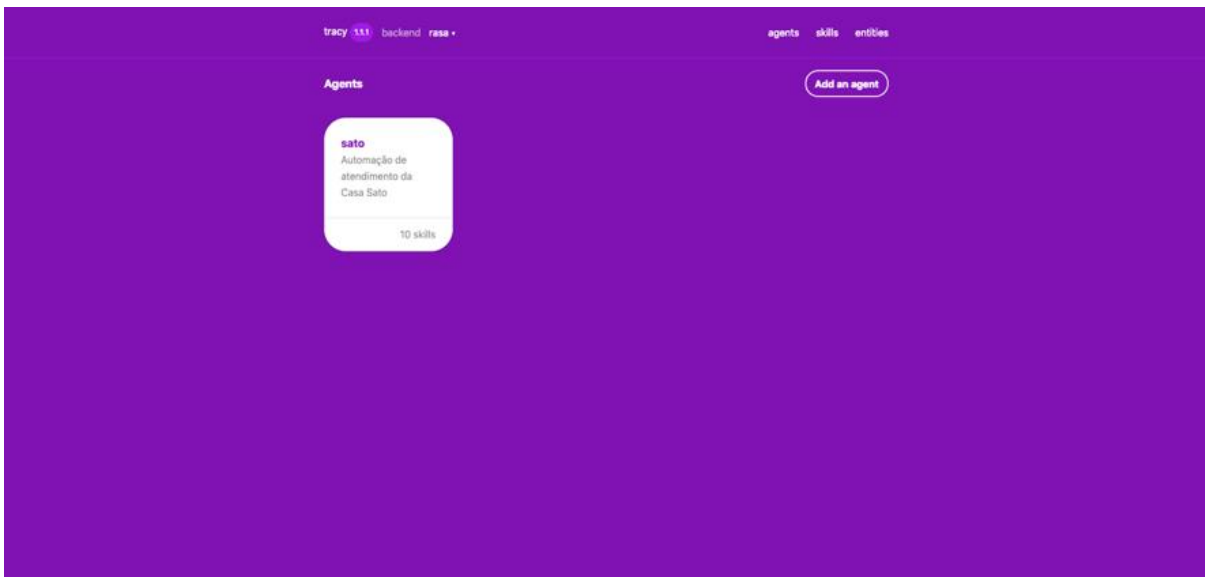 tracy 1.1.1 backend rasa • agents skills entities
Agents Add an agent
sato
Automação de
atendimento da
Casa Sato
10 skills